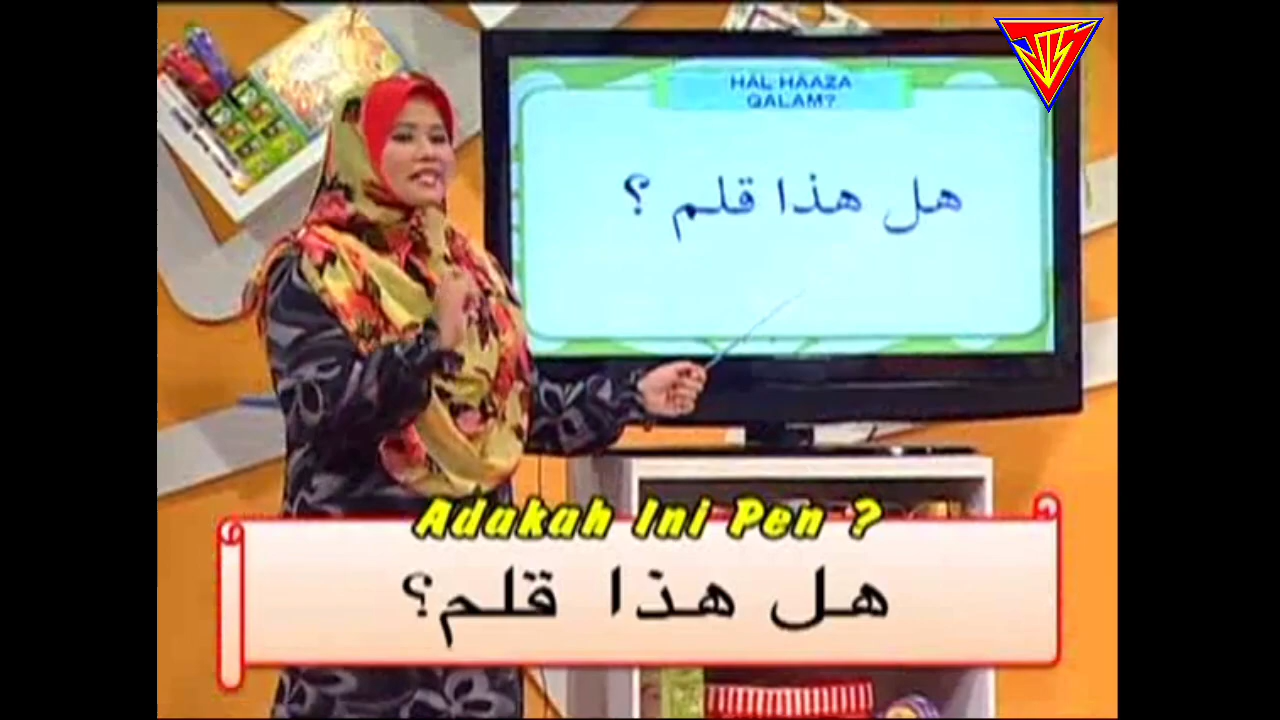 HAL HAAZA
QALAM?
هل هذا قلم ؟
Adakah Ini Pen ?
هل هذا قلم؟